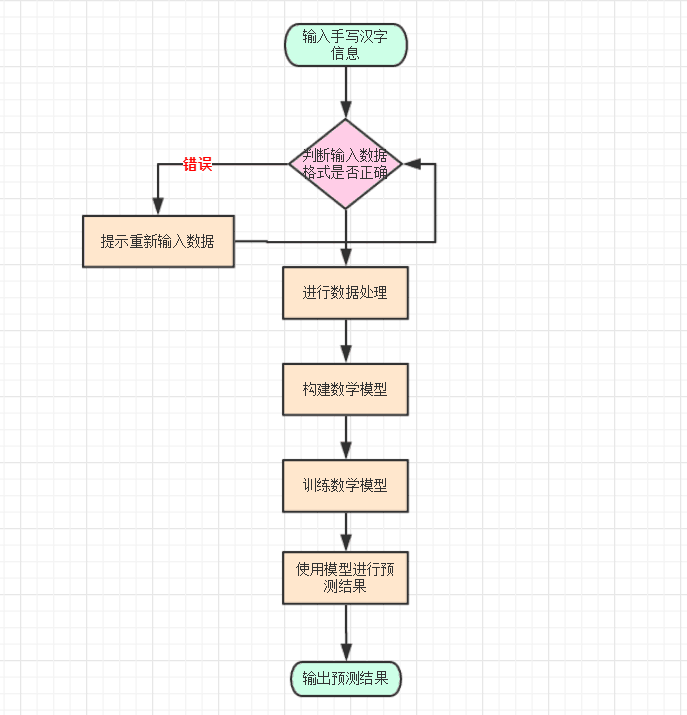 输入手写汉字
信息
判断输入数据
格式是否正确
错误
提示重新输入数据
进行数据处理
构建数学模型
训练数学模型
使用模型进行预
测结果
输出预测结果